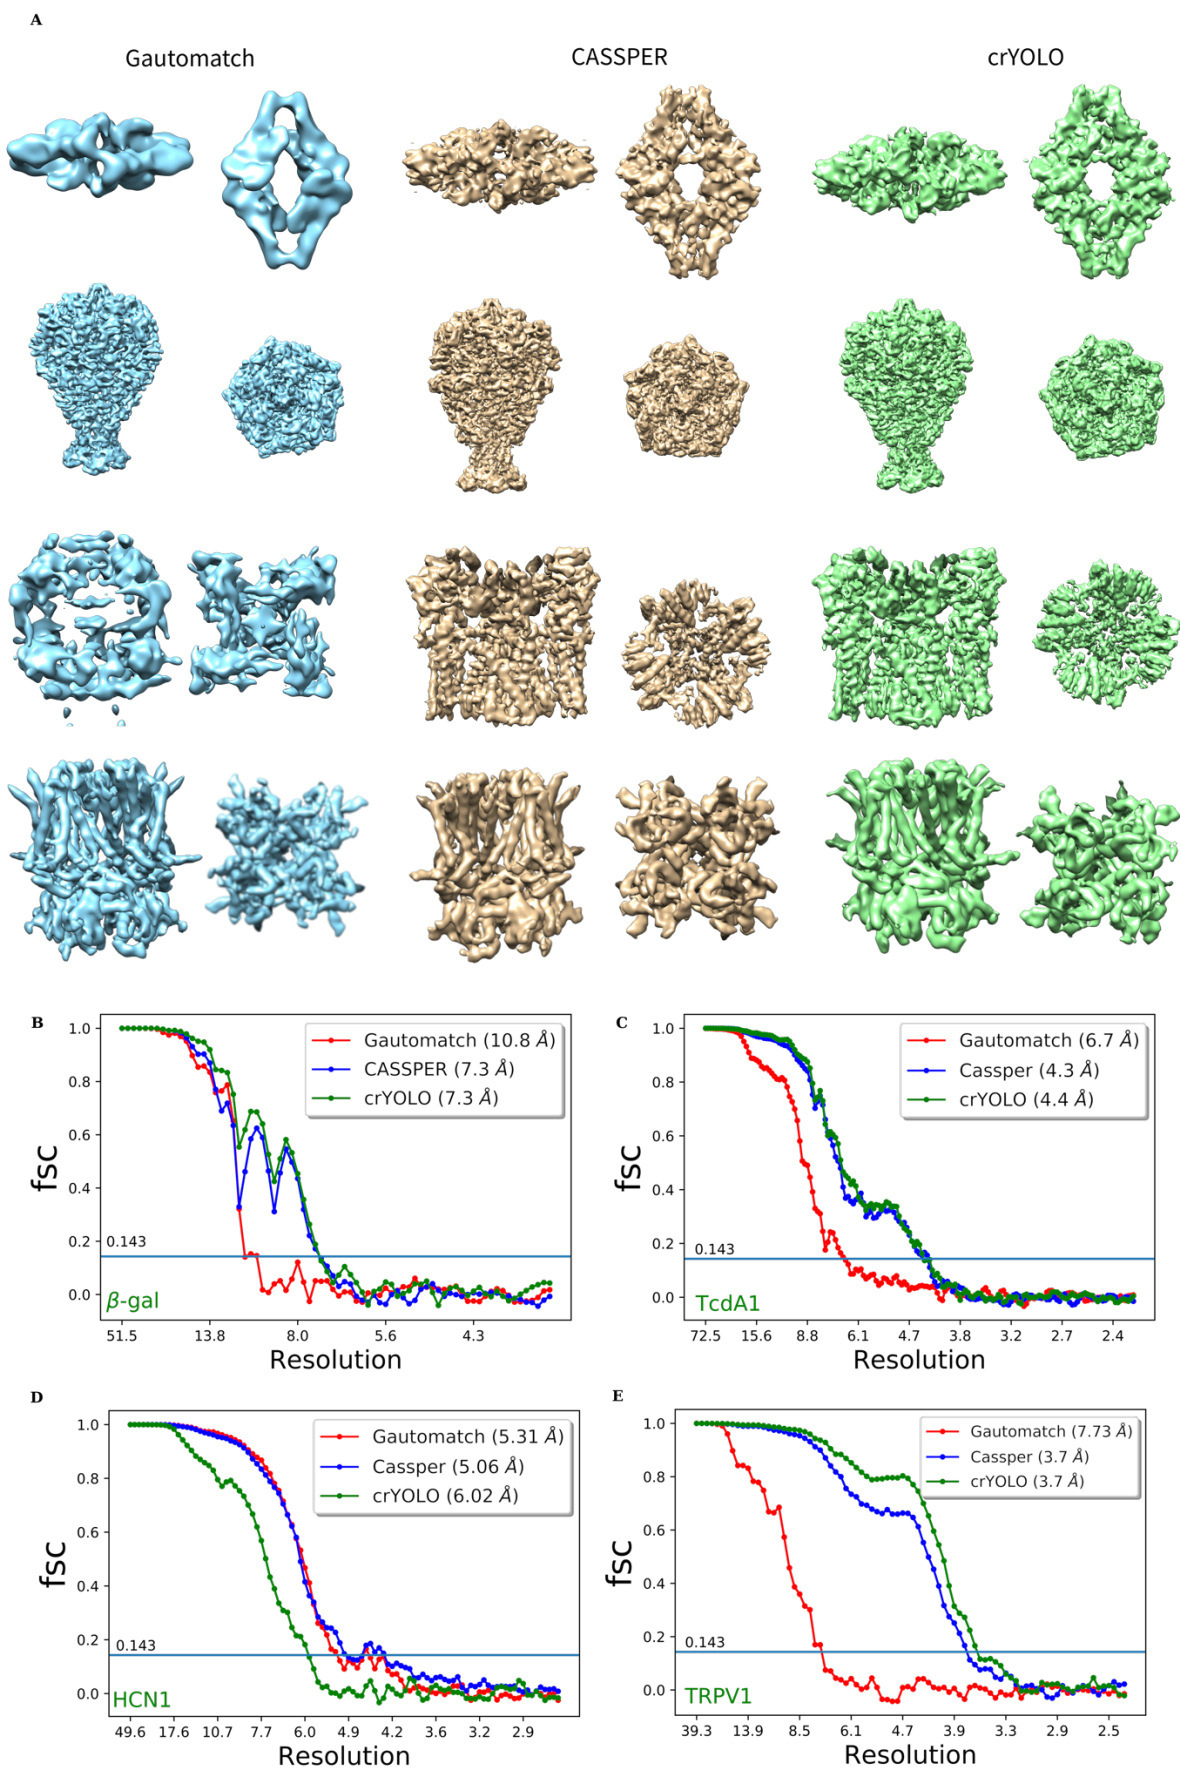 A
Gautomatch CASSPER crYOLO
B
1.0
0.8
0.6
0.4
0.2
0.0
fsc
Gautomatch (10.8 Å)
CASSPER (7.3 Å)
crYOLO (7.3 Å)
0.143
β-gal
51.5 13.8 8.0 5.6 4.3
Resolution
C
1.0
0.8
0.6
0.4
0.2
0.0
fsc
Gautomatch (6.7 Å)
Cassper (4.3 Å)
crYOLO (4.4 Å)
0.143
TcdA1
72.5 15.6 8.8 6.1 4.7 3.8 3.2 2.7 2.4
Resolution
D
1.0
0.8
0.6
0.4
0.2
0.0
fsc
Gautomatch (5.31 Å)
Cassper (5.06 Å)
crYOLO (6.02 Å)
0.143
HCN1
49.6 17.6 10.7 7.7 6.0 4.9 4.2 3.6 3.2 2.9
Resolution
E
1.0
0.8
0.6
0.4
0.2
0.0
fsc
Gautomatch (7.73 Å)
Cassper (3.7 Å)
crYOLO (3.7 Å)
0.143
TRPV1
39.3 13.9 8.5 6.1 4.7 3.9 3.3 2.9 2.5
Resolution